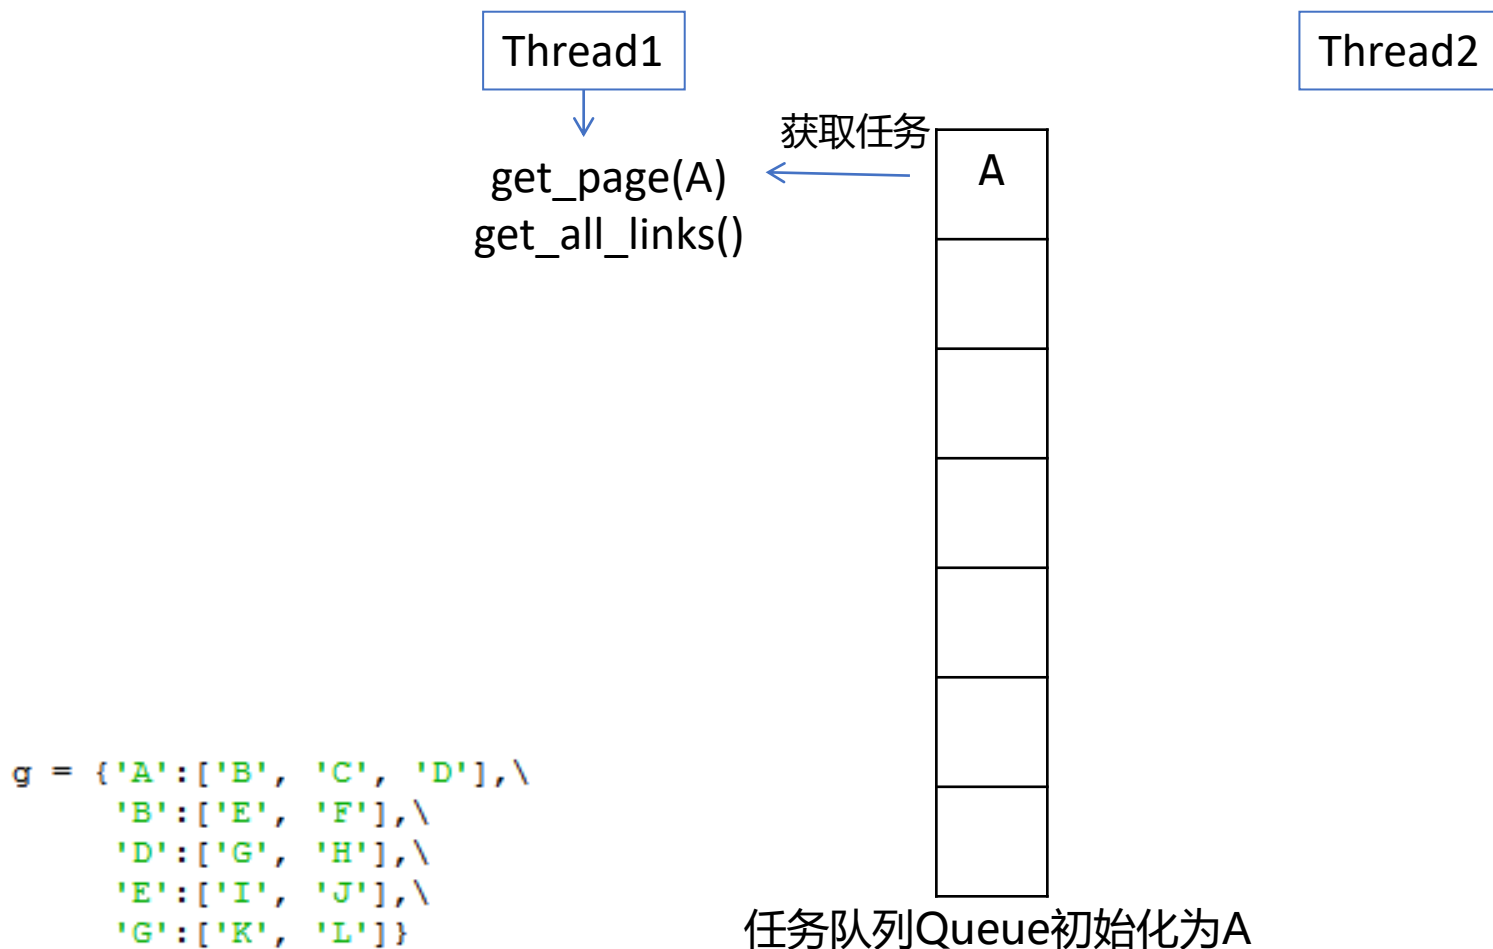 Thread1
Thread2
获取任务
get_page(A)
get_all_links()
A
g = {'A':['B', 'C', 'D'],\
'B':['E', 'F'],\
'D':['G', 'H'],\
'E':['I', 'J'],\
'G':['K', 'L']}
任务队列Queue初始化为A